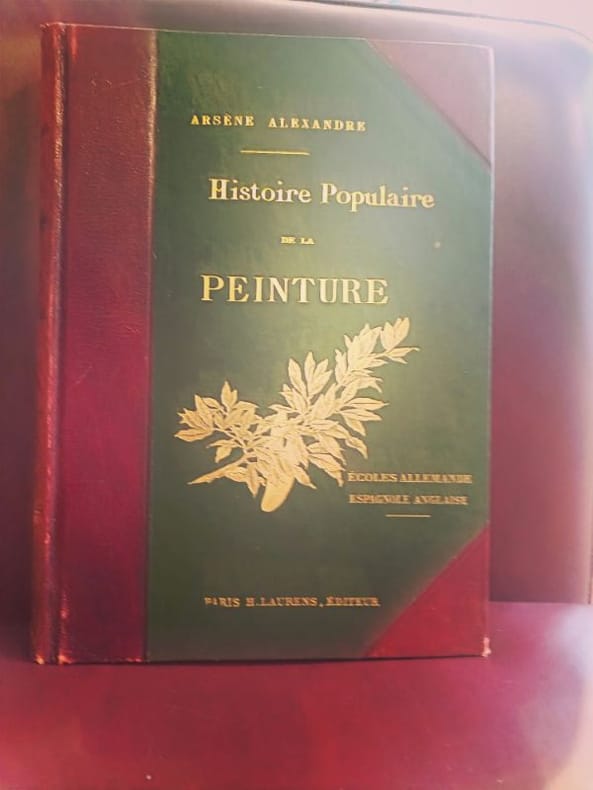 ARSÈNE ALEXANDRE
Histoire Populaire
DE LA
PEINTURE
ÉCOLES ALLEMANDE
ESPAGNOLE ANGLAISE
PARIS H. LAURENS, ÉDITEUR